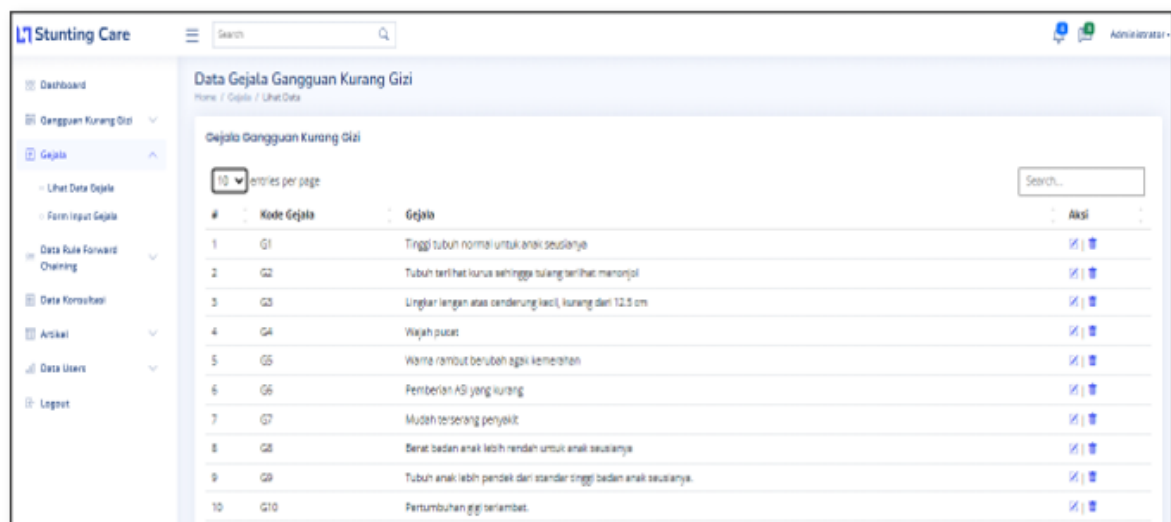 Stunting Care
Search
Administrator
Dashboard
Gangguan Kurang Gizi
Gejala
Lihat Data Gejala
Form Input Gejala
Data Rule Forward
Chaining
Data Konsultasi
Artikel
Data Users
Logout
Data Gejala Gangguan Kurang Gizi
Home / Gejala / Lihat Data
Gejala Gangguan Kurang Gizi
10 entries per page
Search...
# Kode Gejala Gejala Aksi
1 G1 Tinggi tubuh normal untuk anak seusianya |
2 G2 Tubuh terlihat kurus sehingga tulang terlihat menonjol |
3 G3 Lingkar lengan atas cenderung kecil, kurang dari 12.5 cm |
4 G4 Wajah pucat |
5 G5 Warna rambut berubah agak kemerahan |
6 G6 Pemberian ASI yang kurang |
7 G7 Mudah terserang penyakit |
8 G8 Berat badan anak lebih rendah untuk anak seusianya |
9 G9 Tubuh anak lebih pendek dari standar tinggi badan anak seusianya. |
10 G10 Pertumbuhan gigi terlambat. |